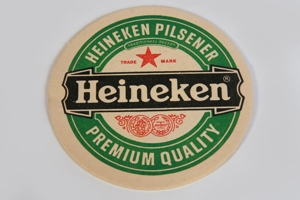 HEINEKEN PILSENER
TRADE MARK
Heineken®
PREMIUM QUALITY